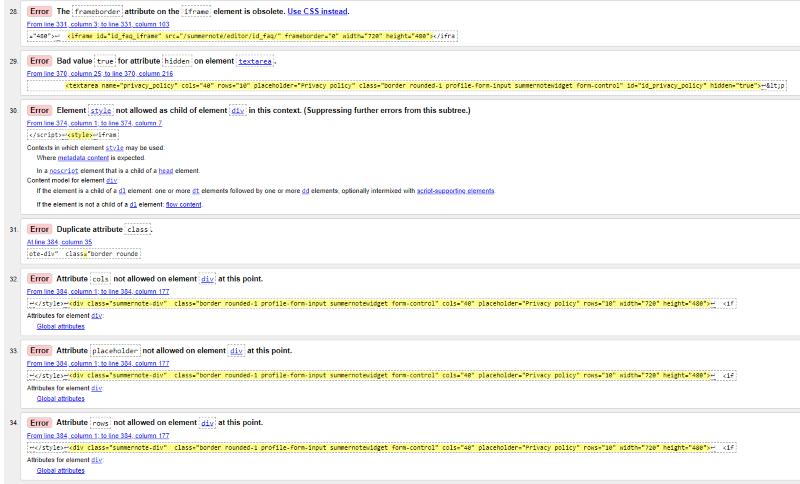 28. Error The frameborder attribute on the iframe element is obsolete. Use CSS instead.
From line 331, column 3; to line 331, column 103
="480">↩ <iframe id="id_faq_iframe" src="/summernote/editor/id_faq/" frameborder="0" width="720" height="480"></ifra
29. Error Bad value true for attribute hidden on element textarea.
From line 370, column 25; to line 370, column 216
<textarea name="privacy_policy" cols="40" rows="10" placeholder="Privacy policy" class="border rounded-1 profile-form-input summernotewidget form-control" id="id_privacy_policy" hidden="true">↩&lt;p
30. Error Element style not allowed as child of element div in this context. (Suppressing further errors from this subtree.)
From line 374, column 1; to line 374, column 7
</script>↩<style>↩ifram
Contexts in which element style may be used:
Where metadata content is expected.
In a noscript element that is a child of a head element.
Content model for element div:
If the element is a child of a dl element: one or more dt elements followed by one or more dd elements, optionally intermixed with script-supporting elements.
If the element is not a child of a dl element: flow content.
31. Error Duplicate attribute class.
At line 384, column 35
ote-div"  class="border rounde
32. Error Attribute cols not allowed on element div at this point.
From line 384, column 1; to line 384, column 177
↩</style>↩<div class="summernote-div"  class="border rounded-1 profile-form-input summernotewidget form-control" cols="40" placeholder="Privacy policy" rows="10" width="720" height="480">↩  <if
Attributes for element div:
Global attributes
33. Error Attribute placeholder not allowed on element div at this point.
From line 384, column 1; to line 384, column 177
↩</style>↩<div class="summernote-div"  class="border rounded-1 profile-form-input summernotewidget form-control" cols="40" placeholder="Privacy policy" rows="10" width="720" height="480">↩  <if
Attributes for element div:
Global attributes
34. Error Attribute rows not allowed on element div at this point.
From line 384, column 1; to line 384, column 177
↩</style>↩<div class="summernote-div"  class="border rounded-1 profile-form-input summernotewidget form-control" cols="40" placeholder="Privacy policy" rows="10" width="720" height="480">↩  <if
Attributes for element div:
Global attributes